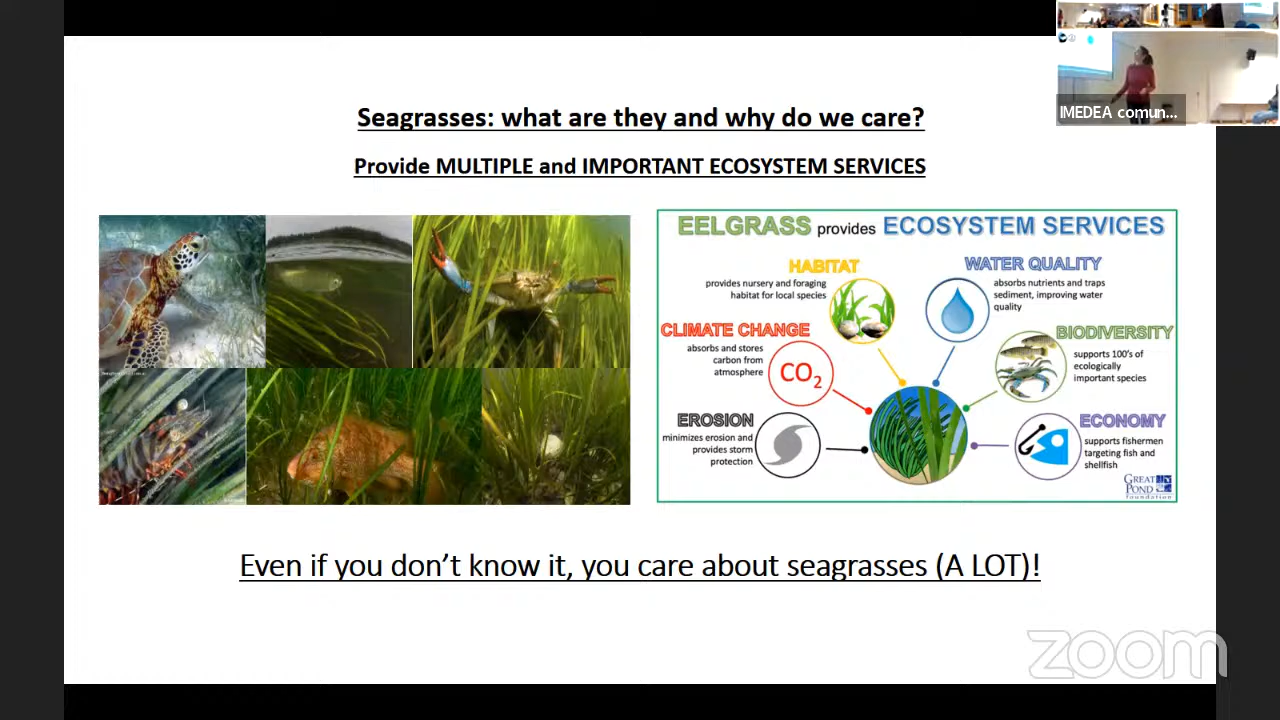 IMEDEA comun...
Seagrasses: what are they and why do we care?
Provide MULTIPLE and IMPORTANT ECOSYSTEM SERVICES
EELGRASS provides ECOSYSTEM SERVICES
HABITAT
provides nursery and foraging
habitat for local species
WATER QUALITY
absorbs nutrients and traps
sediment, improving water
quality
CLIMATE CHANGE
absorbs and stores
carbon from
atmosphere
CO2
BIODIVERSITY
supports 100's of
ecologically
important species
EROSION
minimizes erosion and
provides storm
protection
ECONOMY
supports fishermen
targeting fish and
shellfish
GREAT
POND
foundation
Even if you don't know it, you care about seagrasses (A LOT)!
zoom